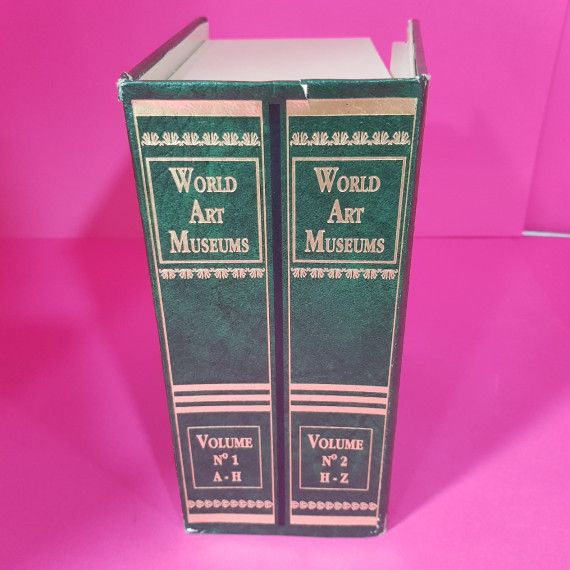 World
Art
Museums
Volume
Nº 1
A - H
World
Art
Museums
Volume
Nº 2
H - Z